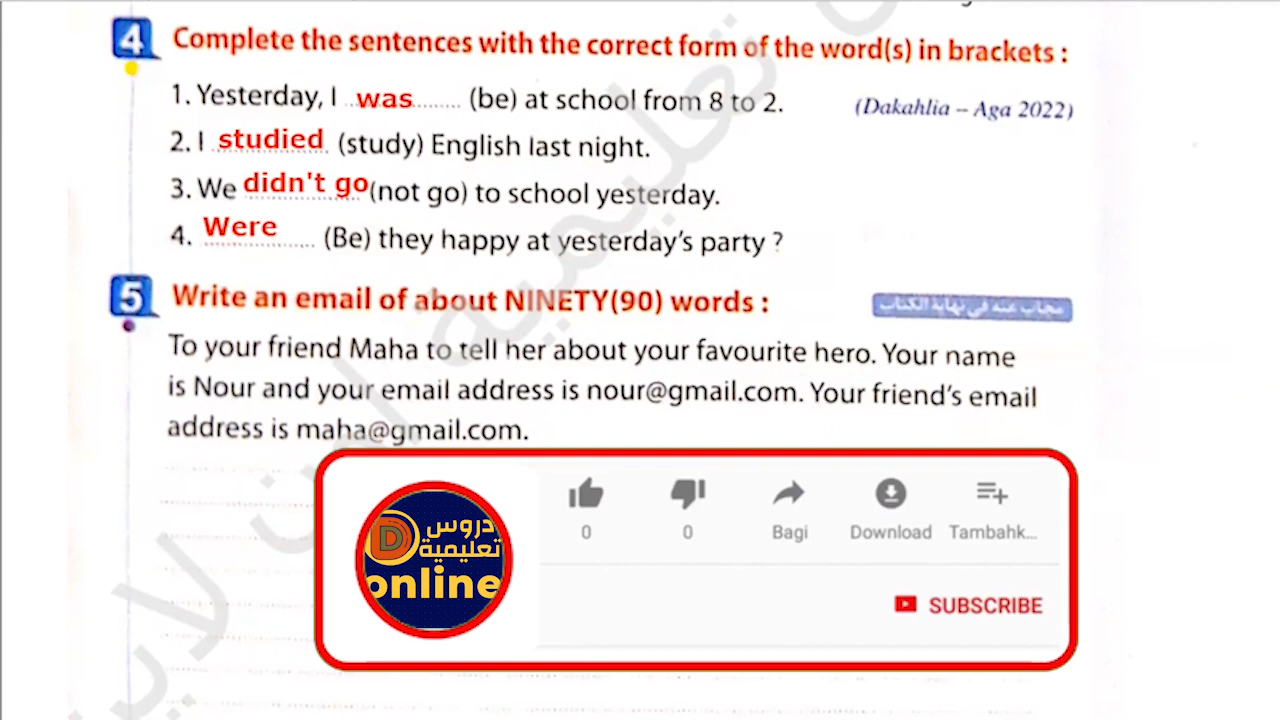 4 Complete the sentences with the correct form of the word(s) in brackets :
1. Yesterday, I was (be) at school from 8 to 2. (Dakahlia – Aga 2022)
2. I studied (study) English last night.
3. We didn't go (not go) to school yesterday.
4. Were (Be) they happy at yesterday's party ?
5 Write an email of about NINETY(90) words :
مجاب عنه في نهاية الكتاب
To your friend Maha to tell her about your favourite hero. Your name
is Nour and your email address is nour@gmail.com. Your friend's email
address is maha@gmail.com.
0 0 Bagi Download Tambahk...
D دروس
تعليمية
online
SUBSCRIBE